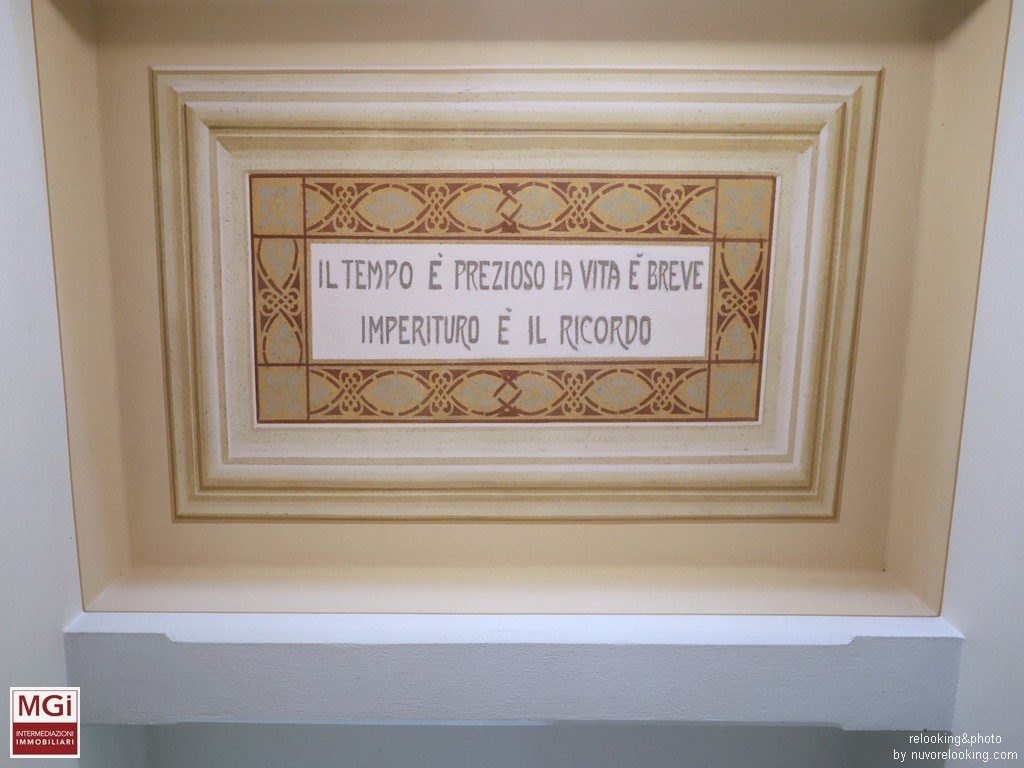 IL TEMPO È PREZIOSO LA VITA È BREVE
IMPERITURO È IL RICORDO
MGi
INTERMEDIAZIONI
IMMOBILIARI
relooking&photo
by nuvorelooking.com